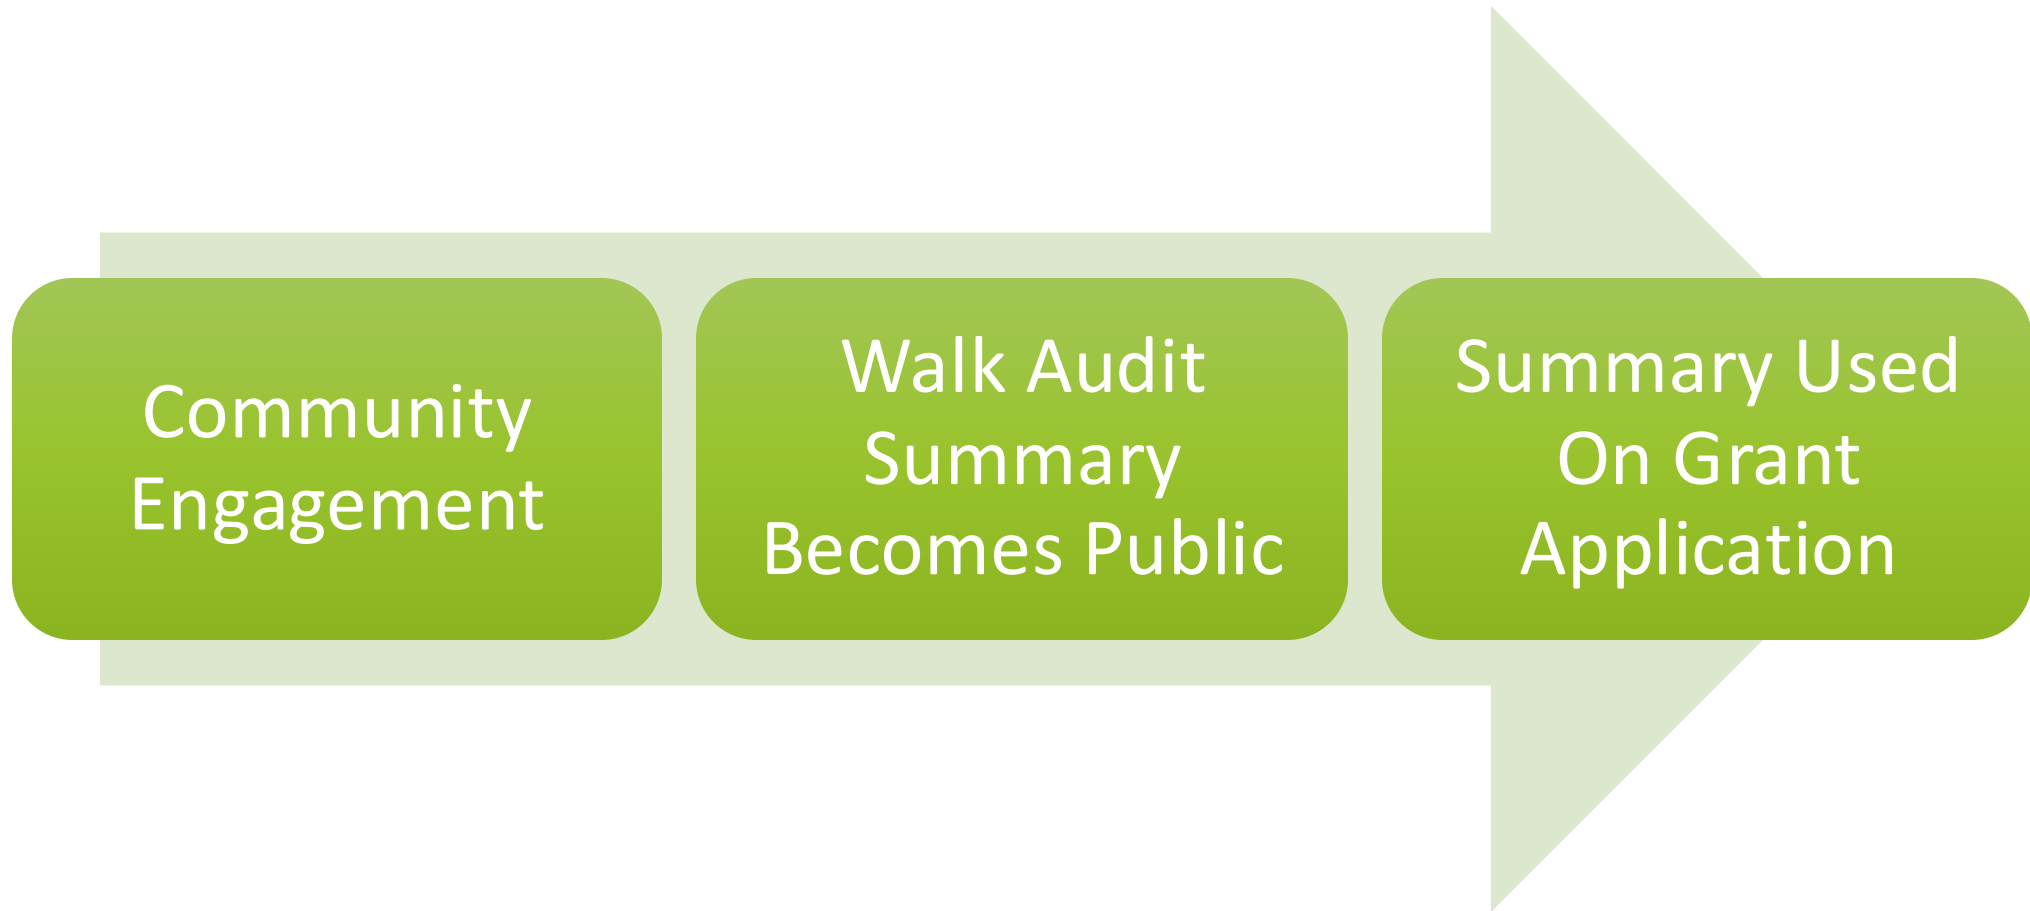 Community
Engagement
Walk Audit
Summary
Becomes Public
Summary Used
On Grant
Application